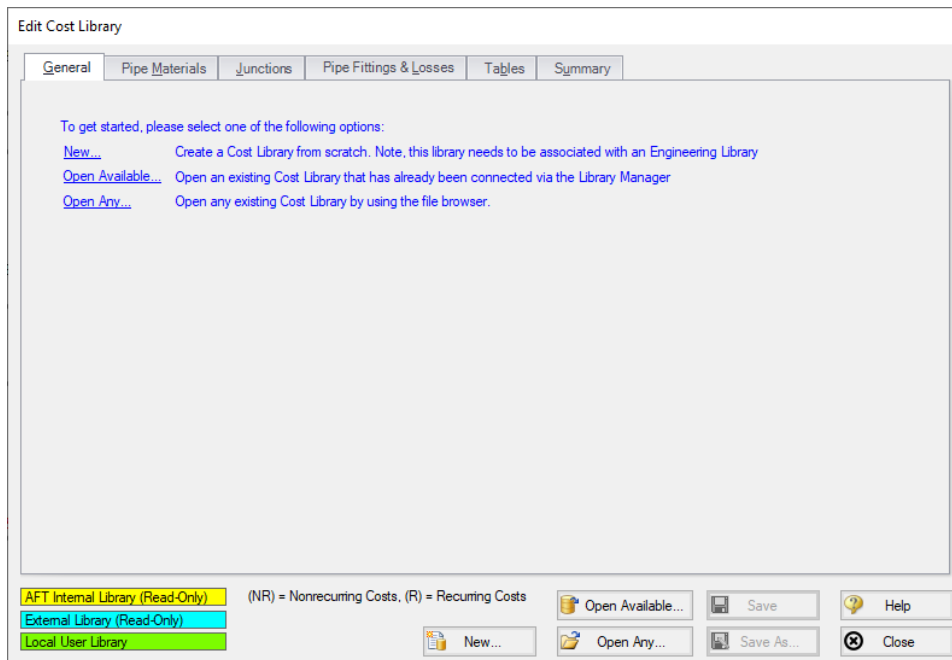 Edit Cost Library
General Pipe Materials Junctions Pipe Fittings & Losses Tables Summary
To get started, please select one of the following options:
New... Create a Cost Library from scratch. Note, this library needs to be associated with an Engineering Library
Open Available... Open an existing Cost Library that has already been connected via the Library Manager
Open Any... Open any existing Cost Library by using the file browser.
AFT Internal Library (Read-Only) (NR) = Nonrecurring Costs, (R) = Recurring Costs Open Available... Save Help
External Library (Read-Only)
Local User Library New... Open Any... Save As... Close